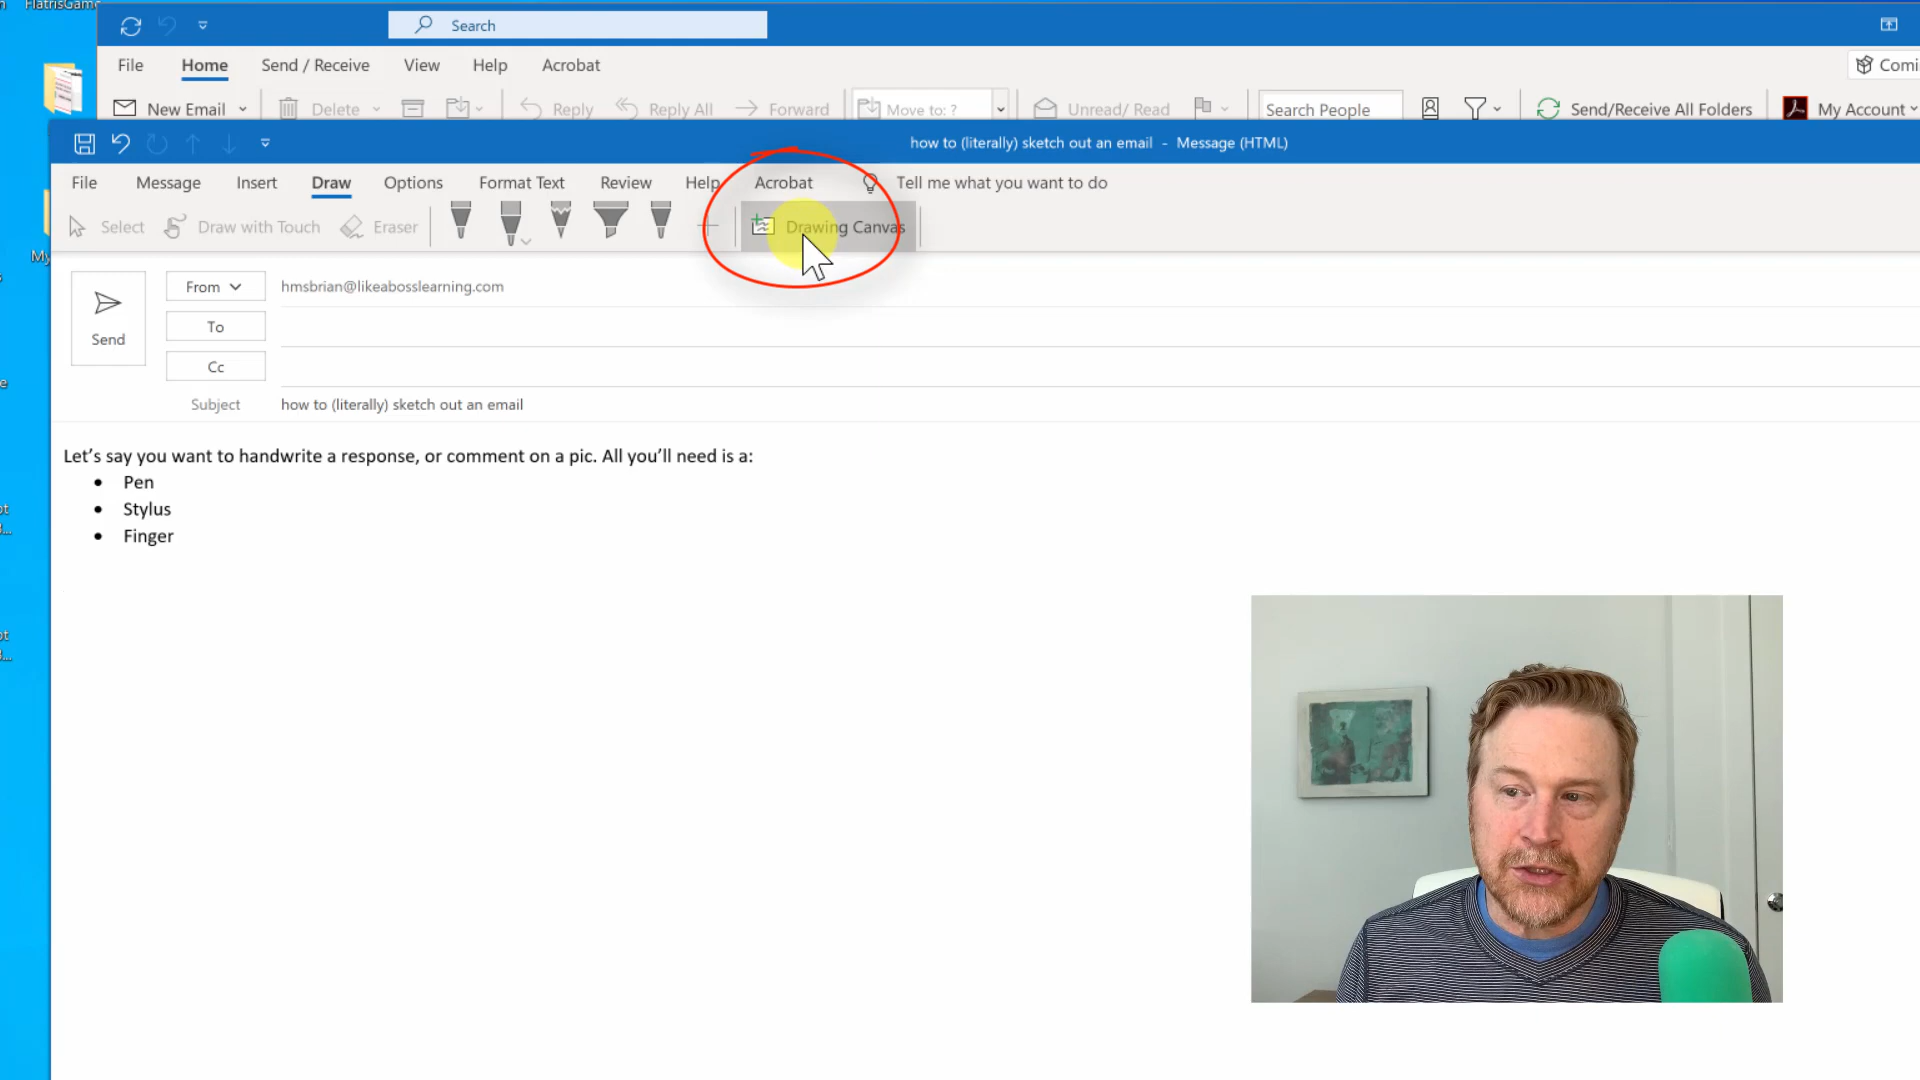 FlatrisGame
Search
File Home Send / Receive View Help Acrobat
Comi
New Email Delete Reply Reply All Forward Move to: ? Unread/ Read Search People Send/Receive All Folders My Account
how to (literally) sketch out an email - Message (HTML)
File Message Insert Draw Options Format Text Review Help Acrobat Tell me what you want to do
Select Draw with Touch Eraser Drawing Canvas
My
Send
From hmsbrian@likeabosslearning.com
To
Cc
Subject how to (literally) sketch out an email
Let’s say you want to handwrite a response, or comment on a pic. All you’ll need is a:
• Pen
• Stylus
• Finger